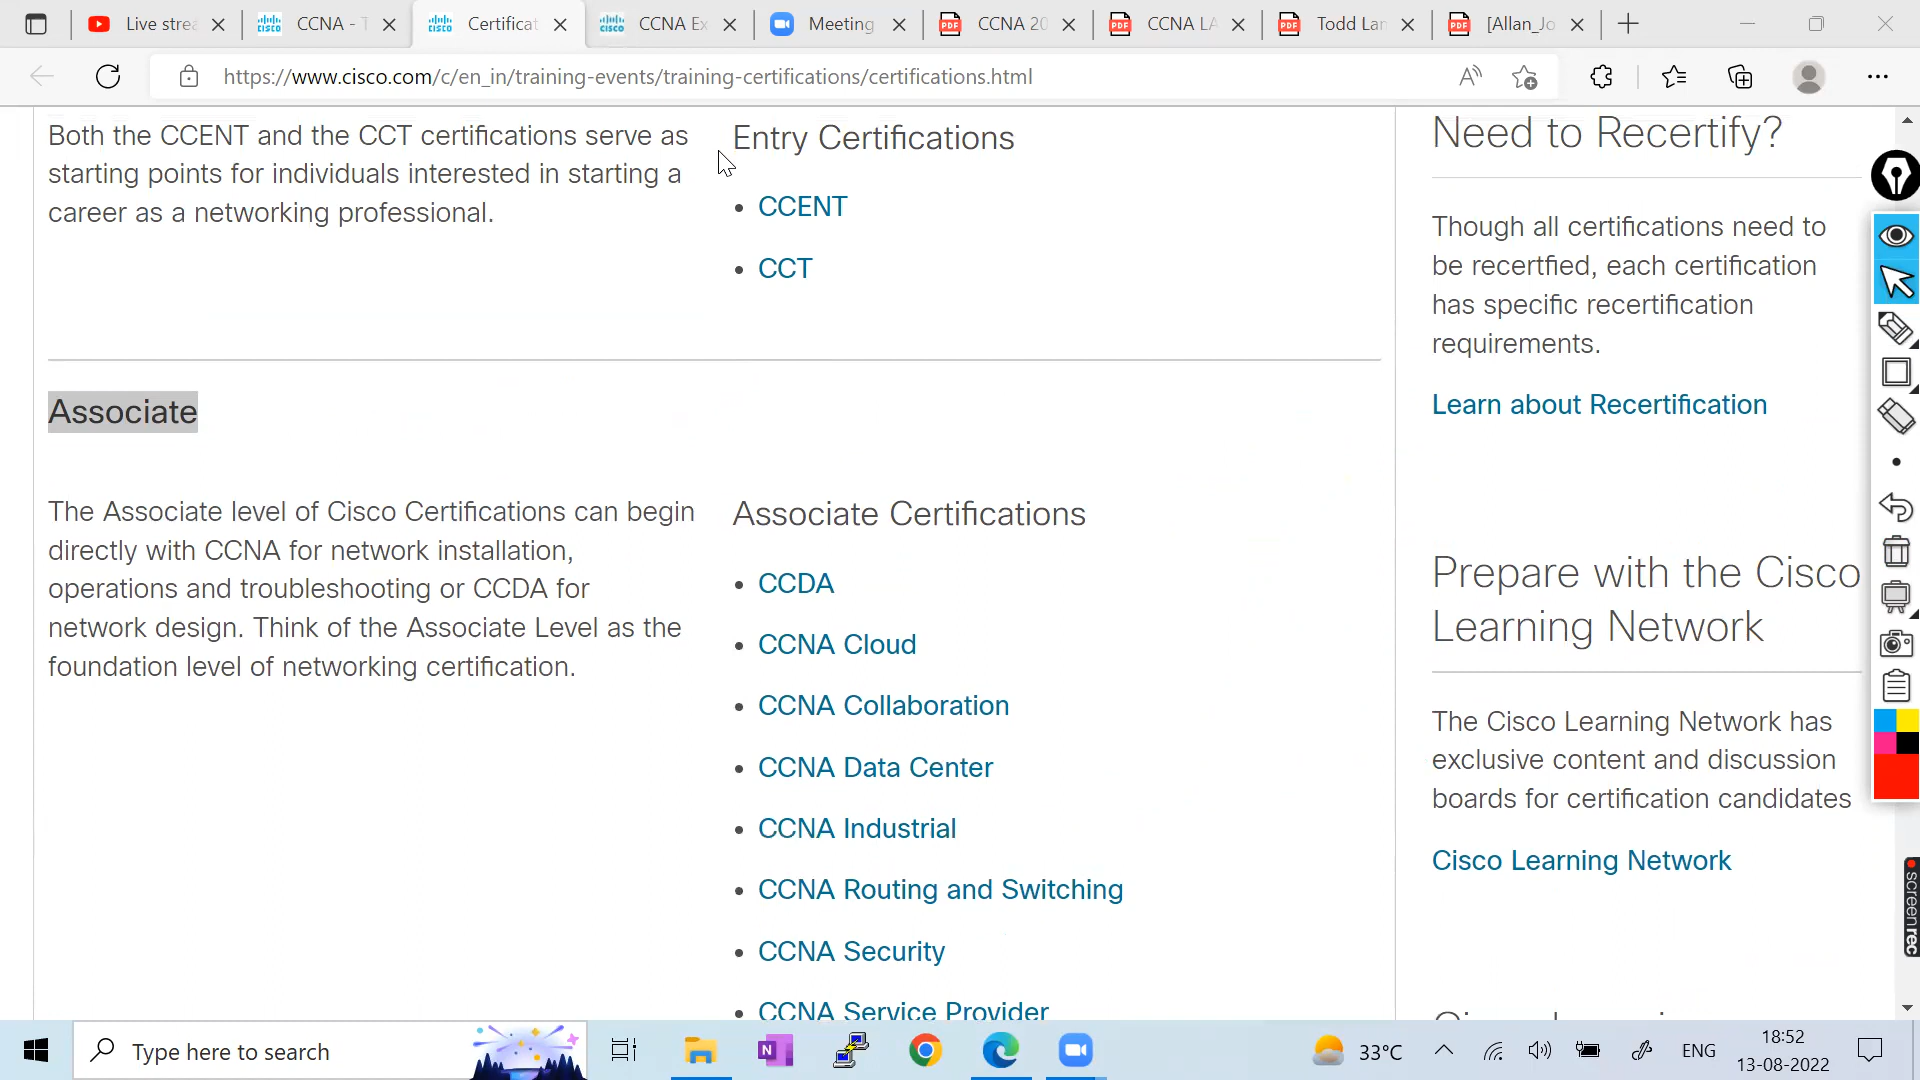 Live strea
CCNA - T
Certificat
CCNA Ex
Meeting
CCNA 20
CCNA LA
Todd Lar
[Allan_Jo
https://www.cisco.com/c/en_in/training-events/training-certifications/certifications.html
Both the CCENT and the CCT certifications serve as
starting points for individuals interested in starting a
career as a networking professional.
Entry Certifications
• CCENT
• CCT
Associate
The Associate level of Cisco Certifications can begin
directly with CCNA for network installation,
operations and troubleshooting or CCDA for
network design. Think of the Associate Level as the
foundation level of networking certification.
Associate Certifications
• CCDA
• CCNA Cloud
• CCNA Collaboration
• CCNA Data Center
• CCNA Industrial
• CCNA Routing and Switching
• CCNA Security
• CCNA Service Provider
Need to Recertify?
Though all certifications need to
be recertfied, each certification
has specific recertification
requirements.
Learn about Recertification
Prepare with the Cisco
Learning Network
The Cisco Learning Network has
exclusive content and discussion
boards for certification candidates
Cisco Learning Network
screenrec
Type here to search
33°C
ENG
18:52
13-08-2022